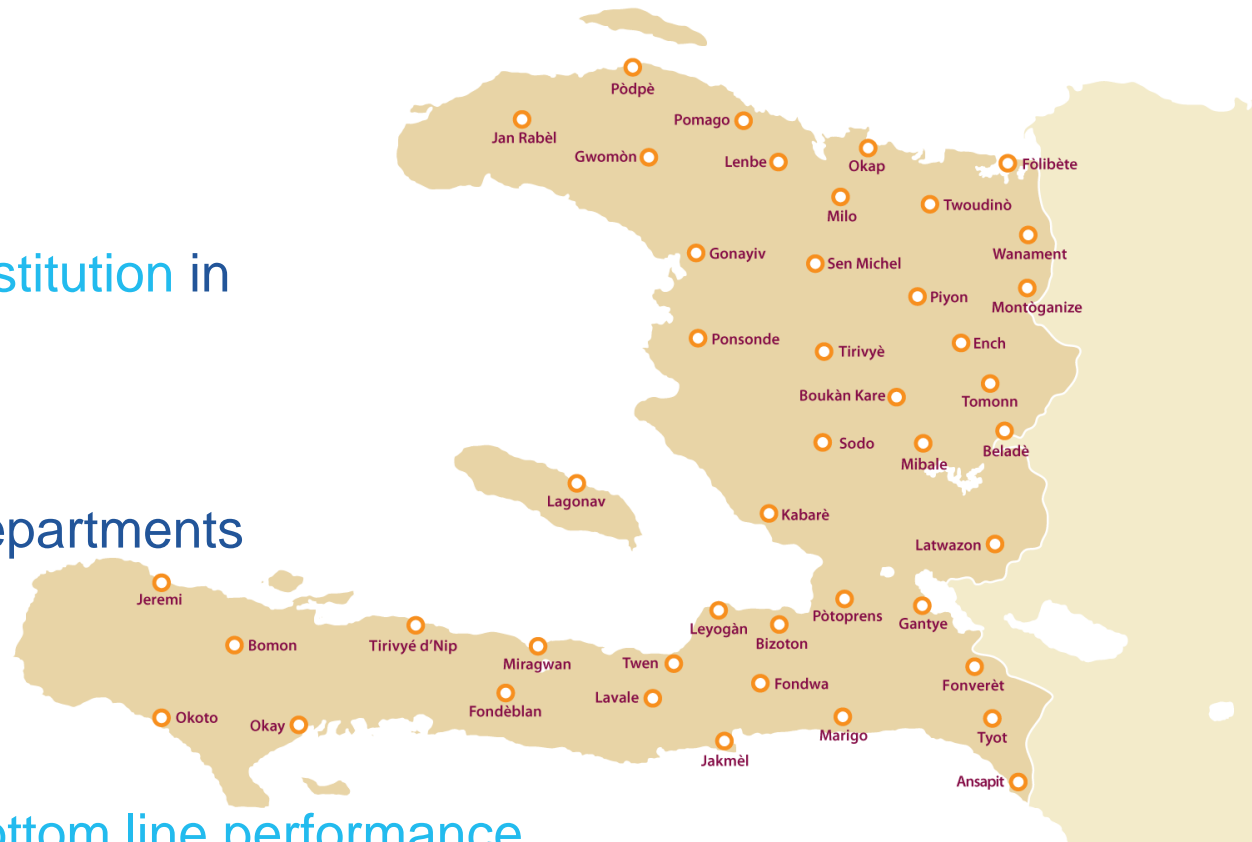 Pòdpè
Pomago
Jan Rabèl
Gwomòn
Lenbe
Okap
Fòlibète
Milo
Twoudinò
Gonayiv
Sen Michel
Wanament
stitution in
Piyon
Montòganize
Ponsonde
Tirivyè
Ench
Boukàn Kare
Tomonn
Sodo
Beladè
Mibale
Lagonav
Kabarè
epartments
Latwazon
Jeremi
Leyogàn
Pòtoprens
Gantye
Bomon
Tirivyé d’Nip
Bizoton
Miragwan
Twen
Fondwa
Fonverèt
Lavale
Fondèblan
Okoto
Okay
Marigo
Tyot
Jakmèl
Ansapit
ottom line performance